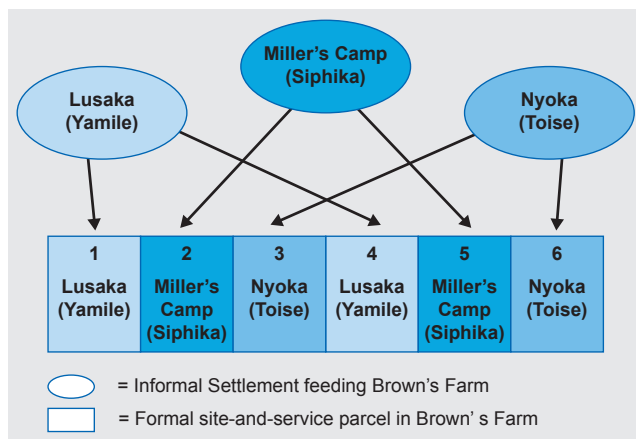 Miller's Camp
(Siphika)
Lusaka
(Yamile)
Nyoka
(Toise)
1
Lusaka
(Yamile)
2
Miller's
Camp
(Siphika)
3
Nyoka
(Toise)
4
Lusaka
(Yamile)
5
Miller's
Camp
(Siphika)
6
Nyoka
(Toise)
= Informal Settlement feeding Brown's Farm
= Formal site-and-service parcel in Brown' s Farm